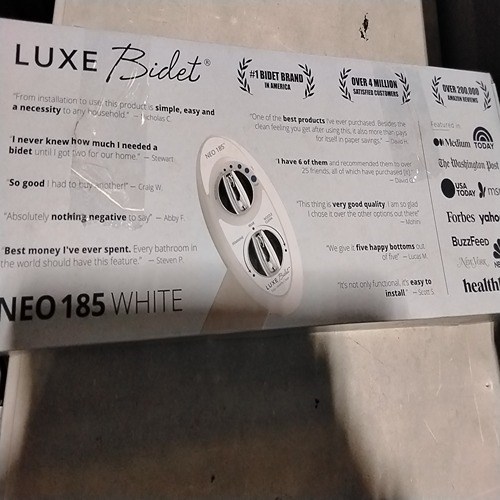 LUXE Bidet®
#1 BIDET BRAND
IN AMERICA
OVER 4 MILLION
SATISFIED CUSTOMERS
OVER 200,000
AMAZON REVIEWS
"From installation to use, this product is simple, easy and
a necessity to any household." — Nicholas C.
"I never knew how much I needed a
bidet until I got two for our home." — Stewart
"So good I had to buy another!" — Craig W.
"Absolutely nothing negative to say" — Abby F.
"Best money I've ever spent. Every bathroom in
the world should have this feature." — Steven P.
NEO 185 WHITE
NEO 185
LUXE Bidet
"One of the best products I've ever purchased. Besides the
clean feeling you get after using this, it also more than pays
for itself in paper savings." — David H.
"I have 6 of them and recommended them to over
25 friends, all of which have purchased
— David
"This thing is very good quality. I am so glad
I chose it over the other options out there"
"We give it five happy bottoms out
of five" — Lucas M.
"It's not only functional, it's easy to
install" — Scott S.
Featured in
Medium
TODAY
The Washington Post
USA
TODAY
msn
Forbes
yaho
BuzzFeed
New York
healthl